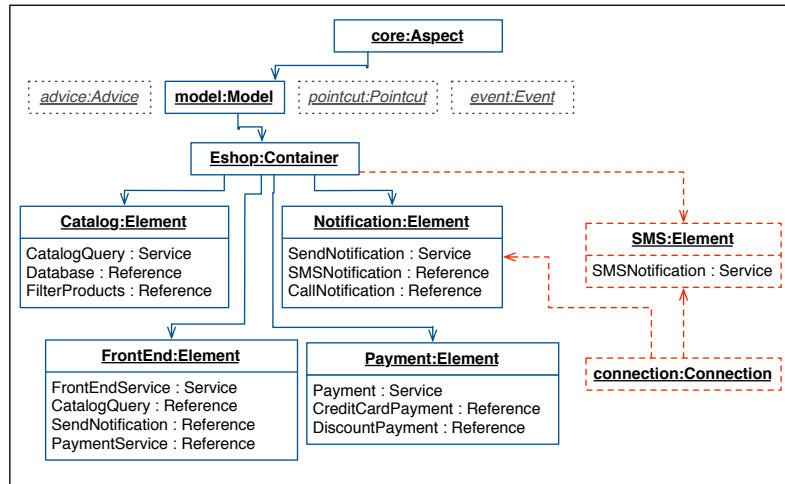 core:Aspect
advice:Advice
model:Model
pointcut:Pointcut
event:Event
Eshop:Container
Catalog:Element
CatalogQuery : Service
Database : Reference
FilterProducts : Reference
Notification:Element
SendNotification : Service
SMSNotification : Reference
CallNotification : Reference
SMS:Element
SMSNotification : Service
FrontEnd:Element
FrontEndService : Service
CatalogQuery : Reference
SendNotification : Reference
PaymentService : Reference
Payment:Element
Payment : Service
CreditCardPayment : Reference
DiscountPayment : Reference
connection:Connection